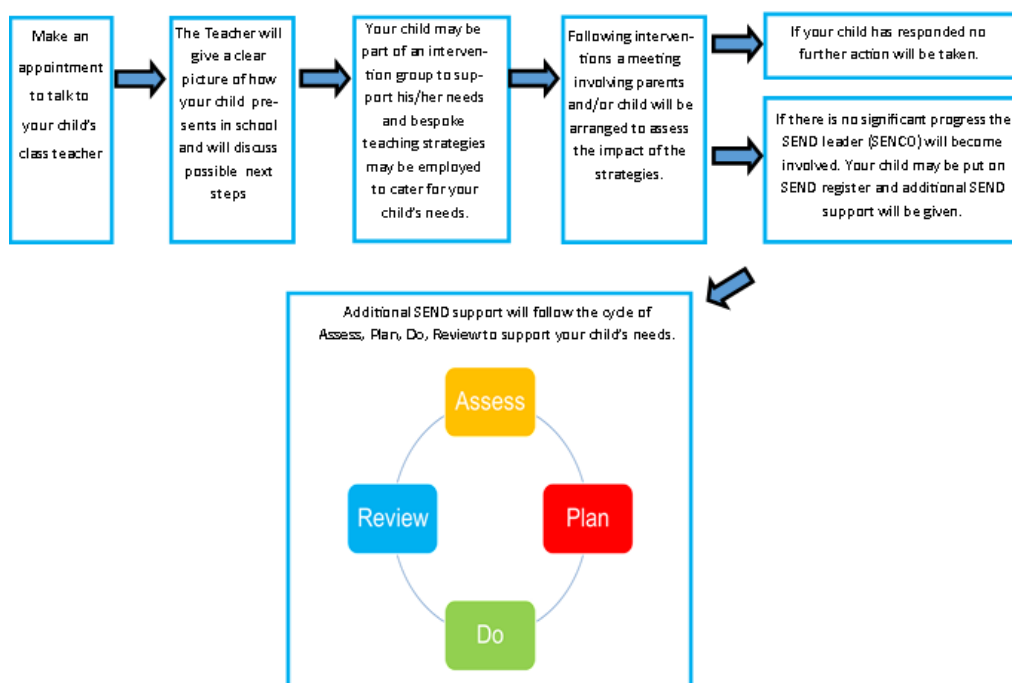 Make an
appointment
to talk to
your child's
class teacher
The Teacher will
give a clear
picture of how
your child pre-
sents in school
and will discuss
possible next
steps
Your child may be
part of an interven-
tion group to sup-
port his/her needs
and bespoke
teaching strategies
may be employed
to cater for your
child's needs.
Following interven-
tions a meeting
involving parents
and/or child will be
arranged to assess
the impact of the
strategies.
If your child has responded no
further action will be taken.
If there is no significant progress the
SEND leader (SENCO) will become
involved. Your child may be put on
SEND register and additional SEND
support will be given.
Additional SEND support will follow the cycle of
Assess, Plan, Do, Review to support your child's needs.
Assess
Review
Plan
Do